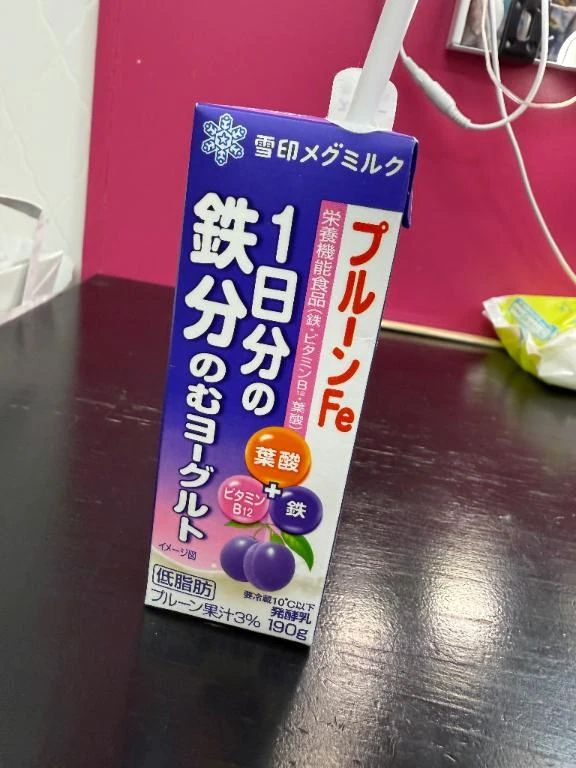 雪印メグミルク
プルーンFe
栄養機能食品(鉄・ビタミンB12・葉酸)
1日分の
鉄分のむヨーグルト
葉酸
+
ビタミン
B12
鉄
イメージ図
低脂肪
要冷蔵10℃以下
発酵乳
プルーン果汁3% 190g